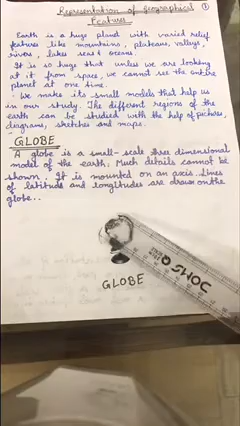 Representation of Geographical ①
Features
Earth is a huge planet with varied relief
features like mountains, plateaus, valleys,
rivers, lakes seas & oceans.
It is so huge that unless we are looking
at it from space, we cannot see the entire
planet at one time.
We make its small models that help us
in our study. The different regions of the
earth can be studied with the help of pictures,
diagrams, sketches and maps.
GLOBE
A globe is a small-scale three dimensional
model of the earth. Much details cannot be
shown. It is mounted on an axis. Lines
of latitude and longitudes are drawn on the
globe...
GLOBE
DOMS